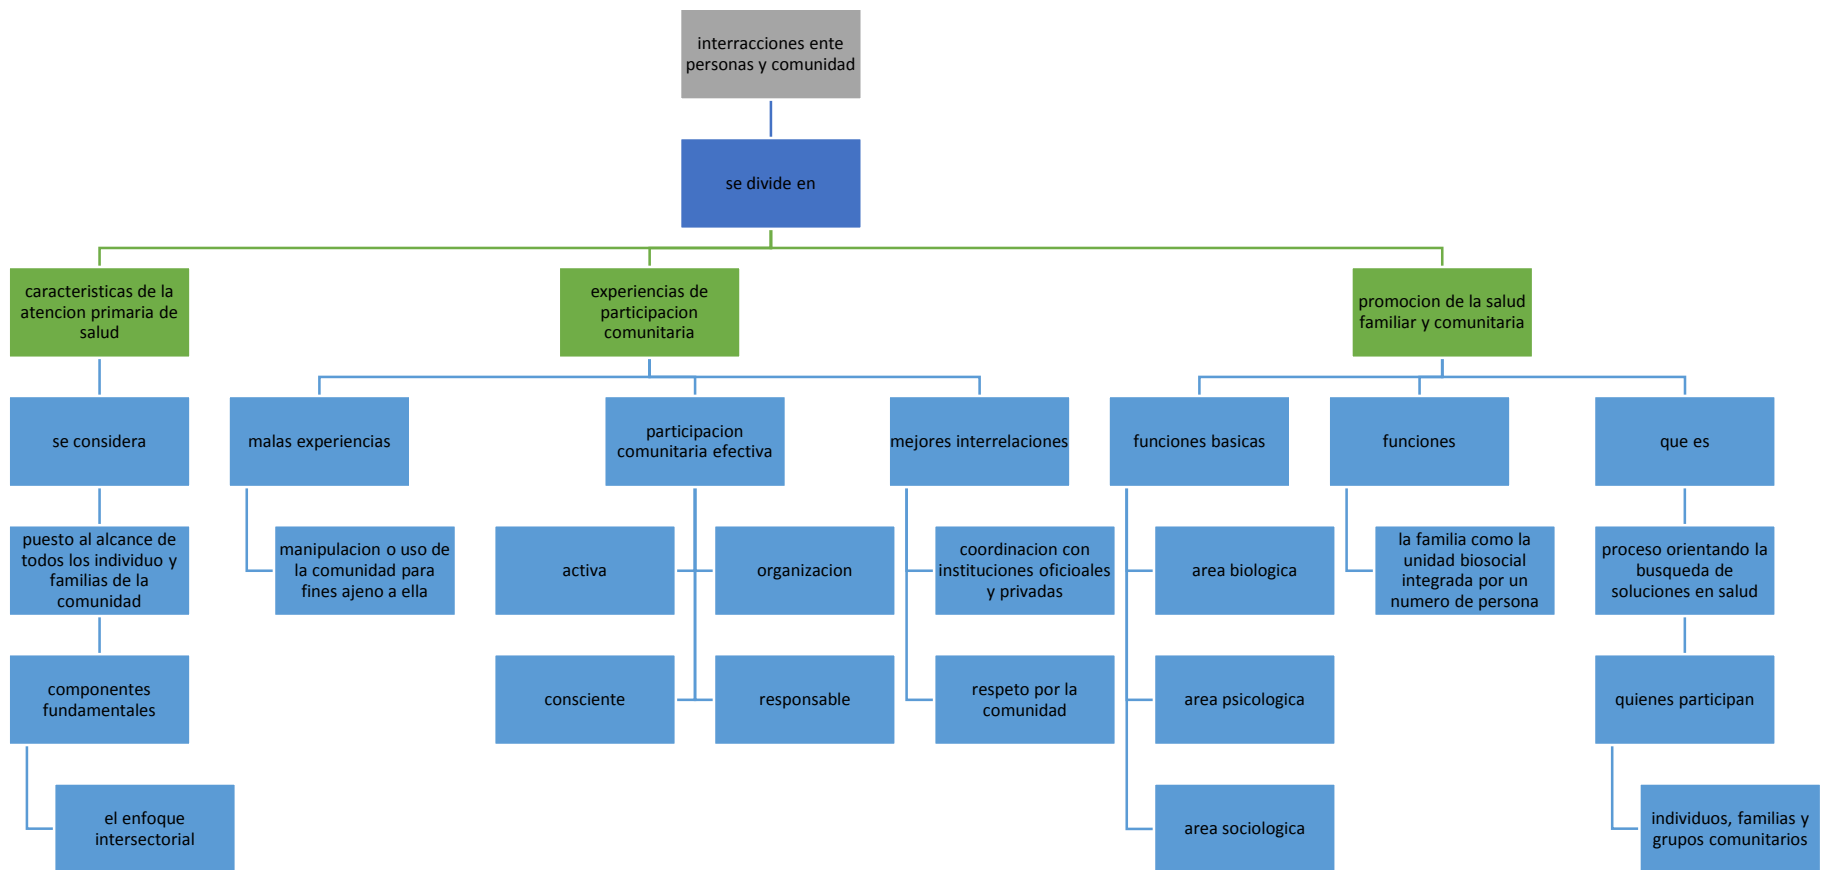 interracciones ente
personas y comunidad
se divide en
caracteristicas de la
atencion primaria de
salud
experiencias de
participacion
comunitaria
promocion de la salud
familiar y comunitaria
se considera
malas experiencias
participacion
comunitaria efectiva
mejores interrelaciones
funciones basicas
funciones
que es
puesto al alcance de
todos los individuo y
familias de la
comunidad
manipulacion o uso de
la comunidad para
fines ajeno a ella
activa
organizacion
coordinacion con
instituciones oficioales
y privadas
area biologica
la familia como la
unidad biosocial
integrada por un
numero de persona
proceso orientando la
busqueda de
soluciones en salud
componentes
fundamentales
consciente
responsable
respeto por la
comunidad
area psicologica
quienes participan
el enfoque
intersectorial
area sociologica
individuos, familias y
grupos comunitarios